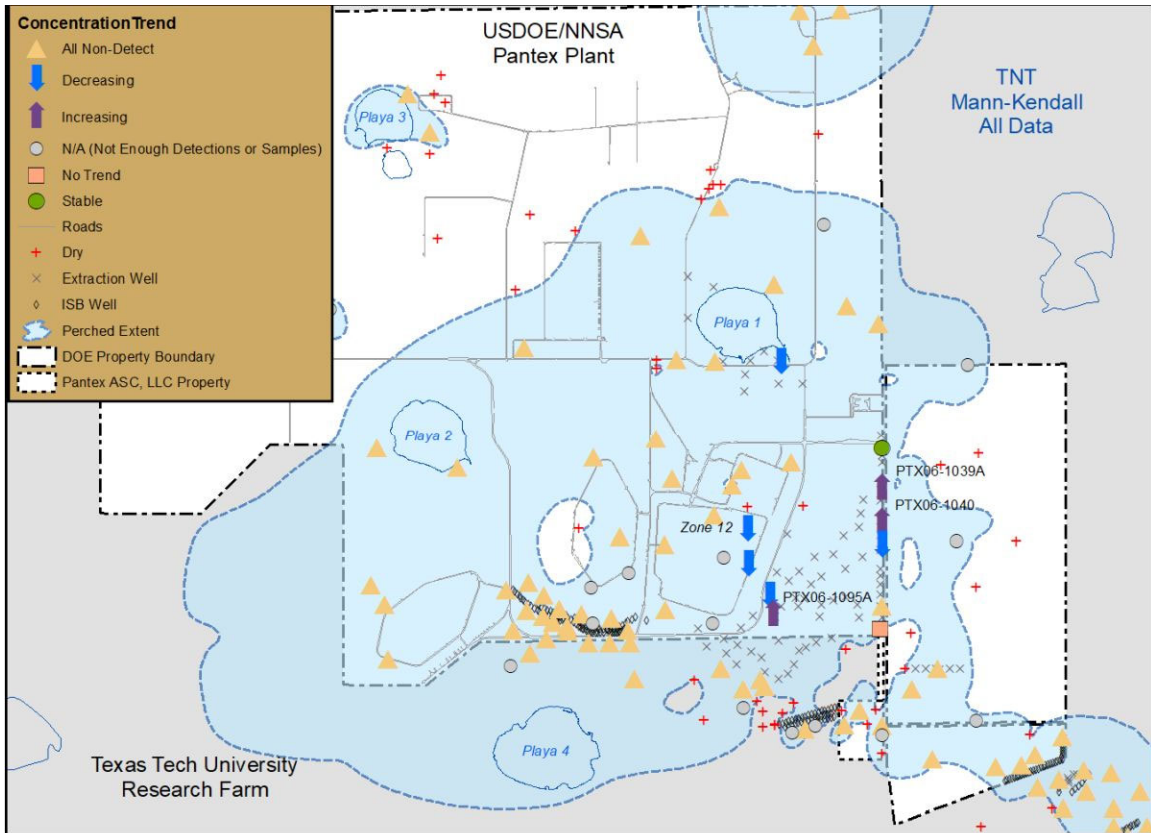 ConcentrationTrend
All Non-Detect
Decreasing
Increasing
N/A (Not Enough Detections or Samples)
No Trend
Stable
Roads
Dry
Extraction Well
ISB Well
Perched Extent
DOE Property Boundary
Pantex ASC, LLC Property
USDOE/NNSA
Pantex Plant
TNT
Mann-Kendall
All Data
Playa 3
Playa 1
Playa 2
PTX06-1039A
PTX06-1040
Zone 12
PTX06-1095A
Playa 4
Texas Tech University
Research Farm